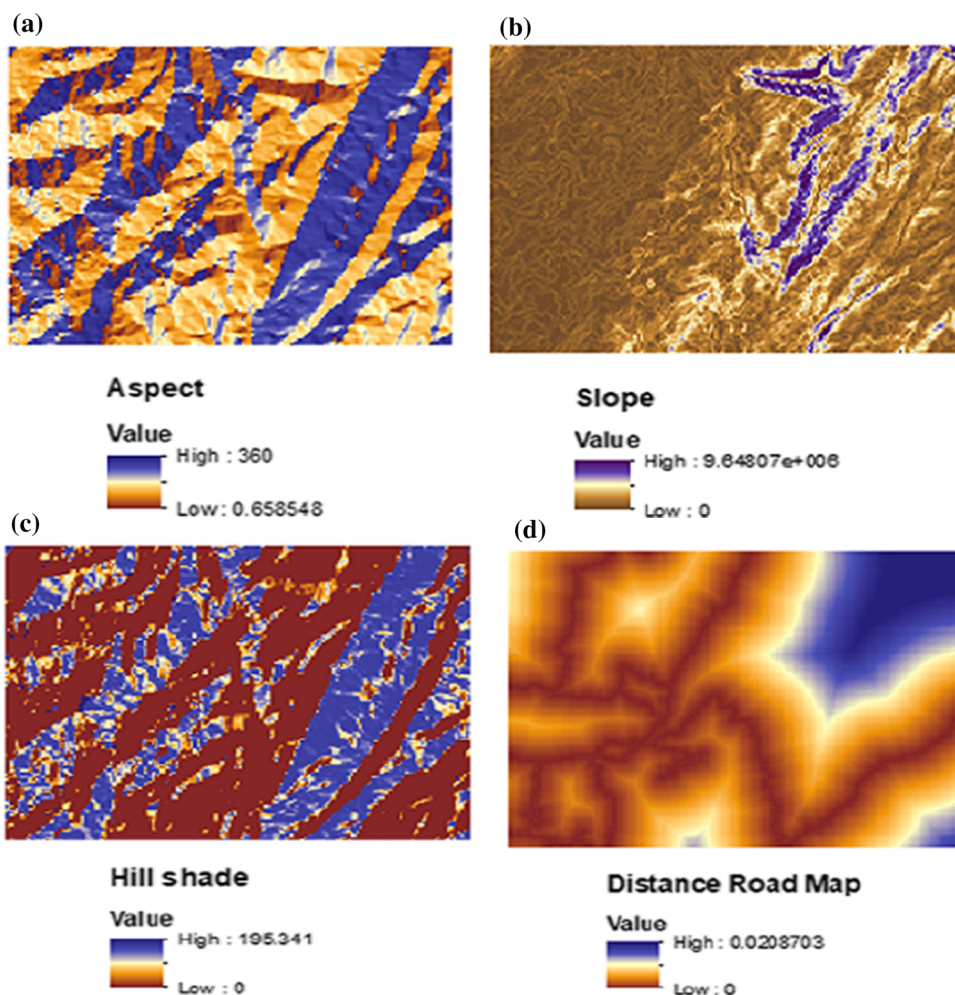 (a)
Aspect
Value
High : 360
Low : 0.658548
(b)
Slope
Value
High : 9.64807e+006
Low : 0
(c)
Hill shade
Value
High : 195.341
Low : 0
(d)
Distance Road Map
Value
High : 0.0208703
Low : 0